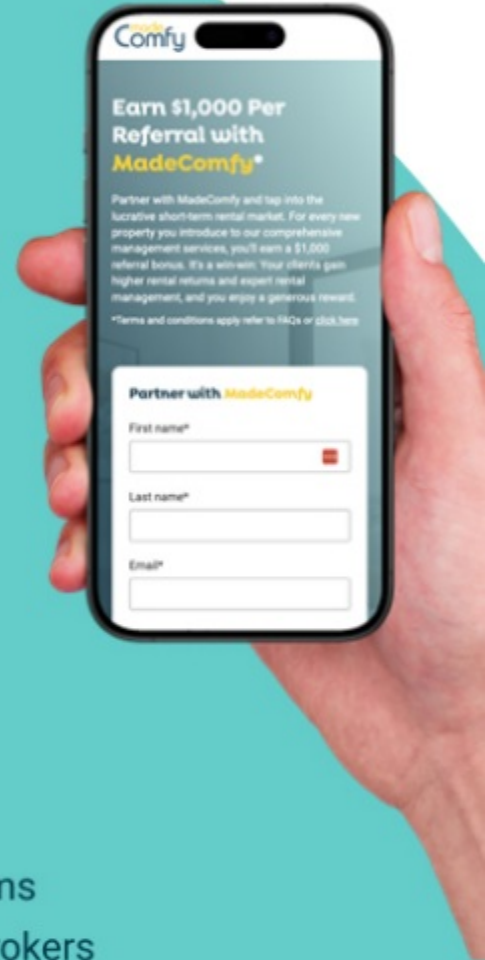 made
Comfy
Earn $1,000 Per
Referral with
MadeComfy*
Partner with MadeComfy and tap into the
lucrative short-term rental market. For every new
property you introduce to our comprehensive
management services, you'll earn a $1,000
referral bonus. It's a win-win: Your clients gain
higher rental returns and expert rental
management, and you enjoy a generous reward.
*Terms and conditions apply refer to FAQs or click here
Partner with MadeComfy
First name*
Last name*
Email*
ms
okers